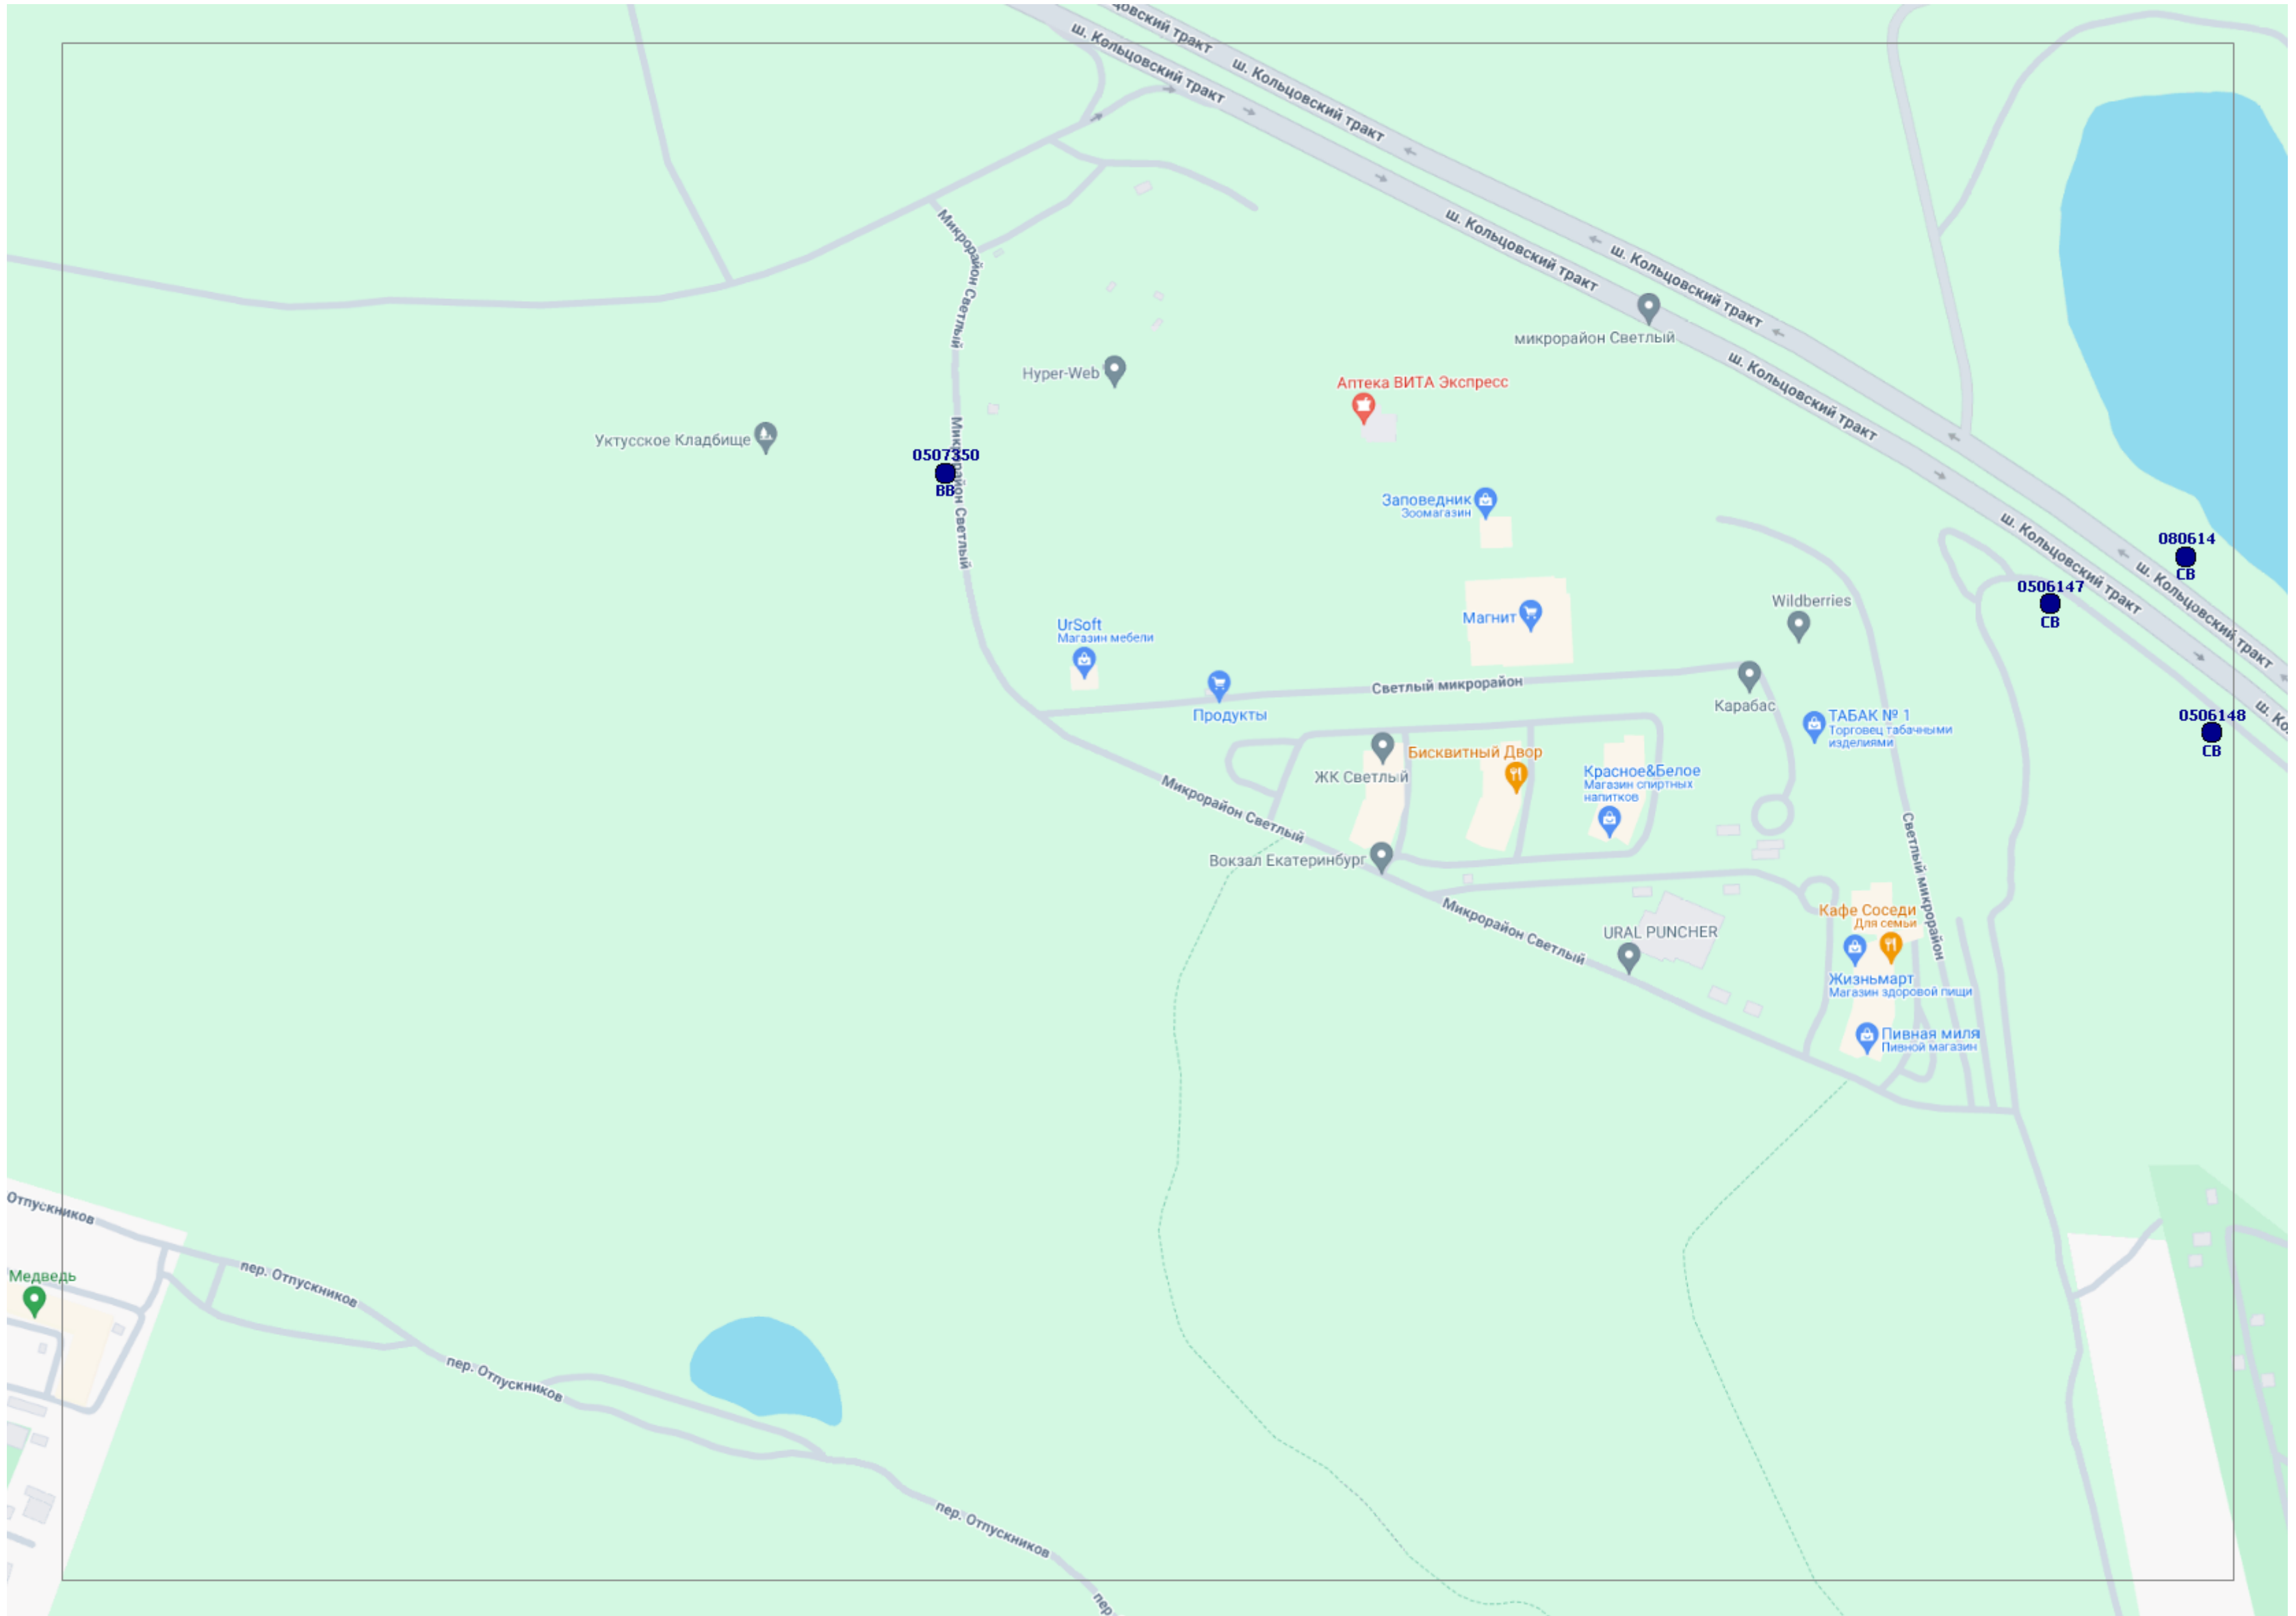 цовский тракт
ш. Кольцовский тракт
ш. Кольцовский тракт
Микрорайон Светлый
ш. Кольцовский тракт
ш. Кольцовский тракт
микрорайон Светлый
ш. Кольцовский тракт
Hyper-Web
Аптека ВИТА Экспресс
Уктусское Кладбище
0507350
ВВ
Микрорайон Светлый
Заповедник
Зоомагазин
ш. Кольцовский тракт
080614
СВ
ш. Кольцовский тракт
0506147
СВ
Wildberries
UrSoft
Магазин мебели
Магнит
Светлый микрорайон
Продукты
Карабас
ТАБАК № 1
Торговец табачными
изделиями
0506148
СВ
ш. Ко
ЖК Светлый
Бисквитный Двор
Красное&Белое
Магазин спиртных
напитков
Микрорайон Светлый
Светлый микрорайон
Вокзал Екатеринбург
Микрорайон Светлый
URAL PUNCHER
Кафе Соседи
Для семьи
Жизньмарт
Магазин здоровой пищи
Пивная миля
Пивной магазин
Отпускников
пер. Отпускников
Медведь
пер. Отпускников
пер. Отпускников
пер.